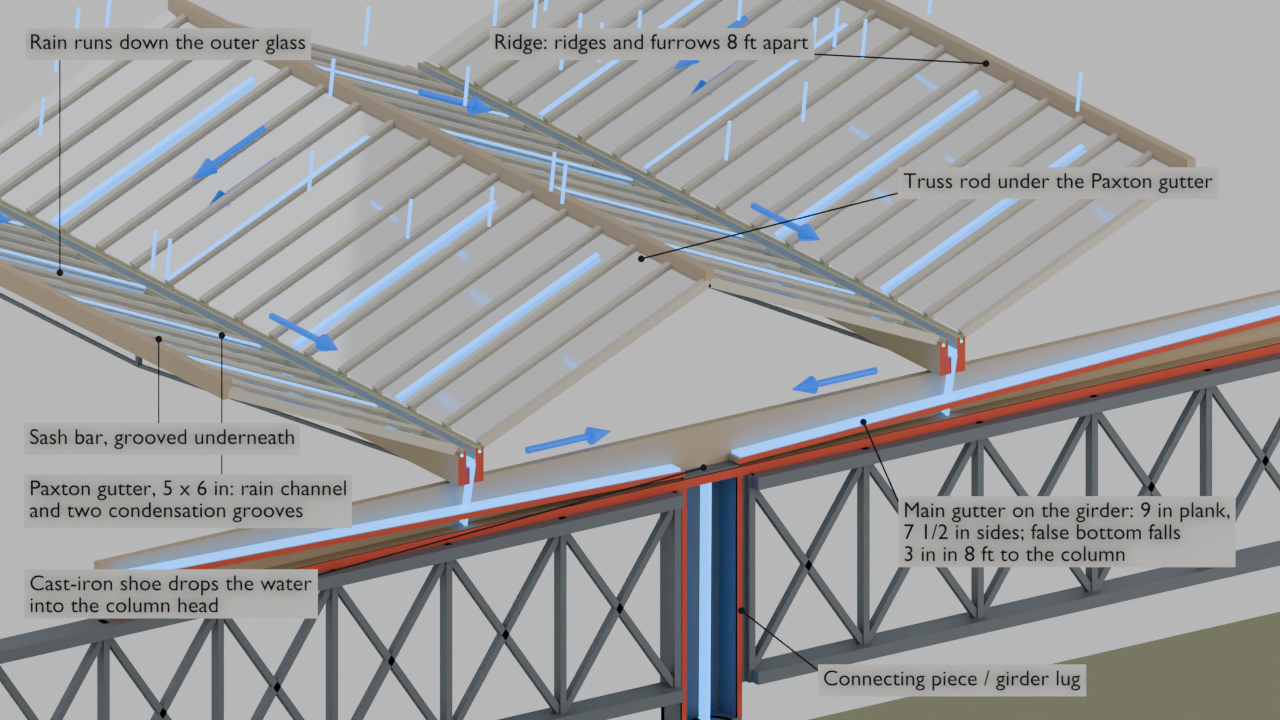 Rain runs down the outer glass
Ridge: ridges and furrows 8 ft apart
Truss rod under the Paxton gutter
Sash bar, grooved underneath
Paxton gutter, 5 x 6 in: rain channel
and two condensation grooves
Main gutter on the girder: 9 in plank,
7 1/2 in sides; false bottom falls
3 in in 8 ft to the column
Cast-iron shoe drops the water
into the column head
Connecting piece / girder lug